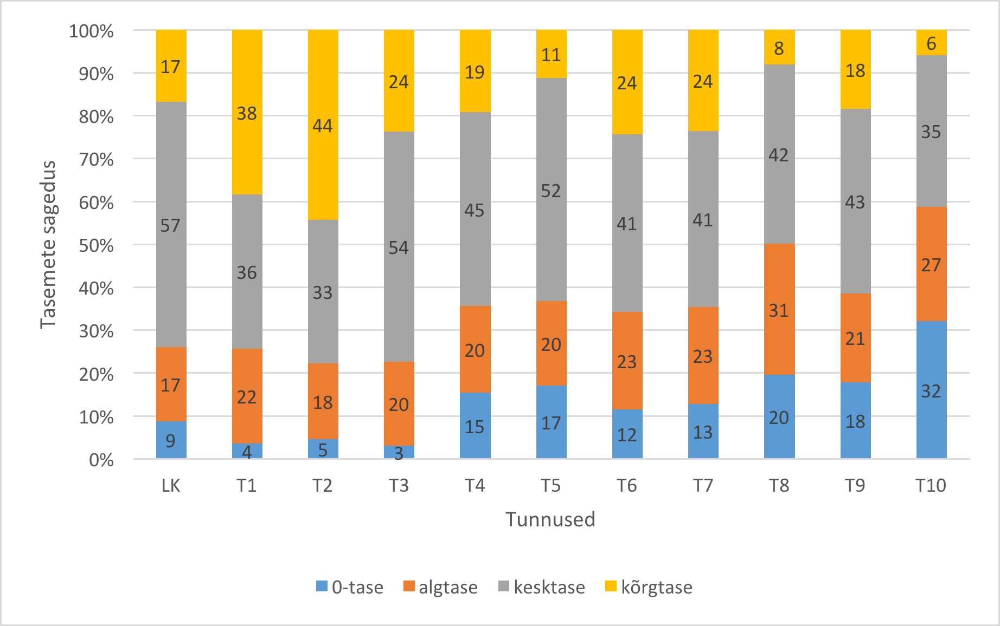 100%
90%
80%
70%
60%
50%
40%
30%
20%
10%
0%
Tasemete sagedus
17 38 44 24 19 11 24 24 8 18 6
57 36 33 54 45 52 41 41 42 43 35
17 22 18 20 20 20 23 23 31 21 27
9 4 5 3 15 17 12 13 20 18 32
LK T1 T2 T3 T4 T5 T6 T7 T8 T9 T10
Tunnused
0-tase algtase kesktase kõrgtase